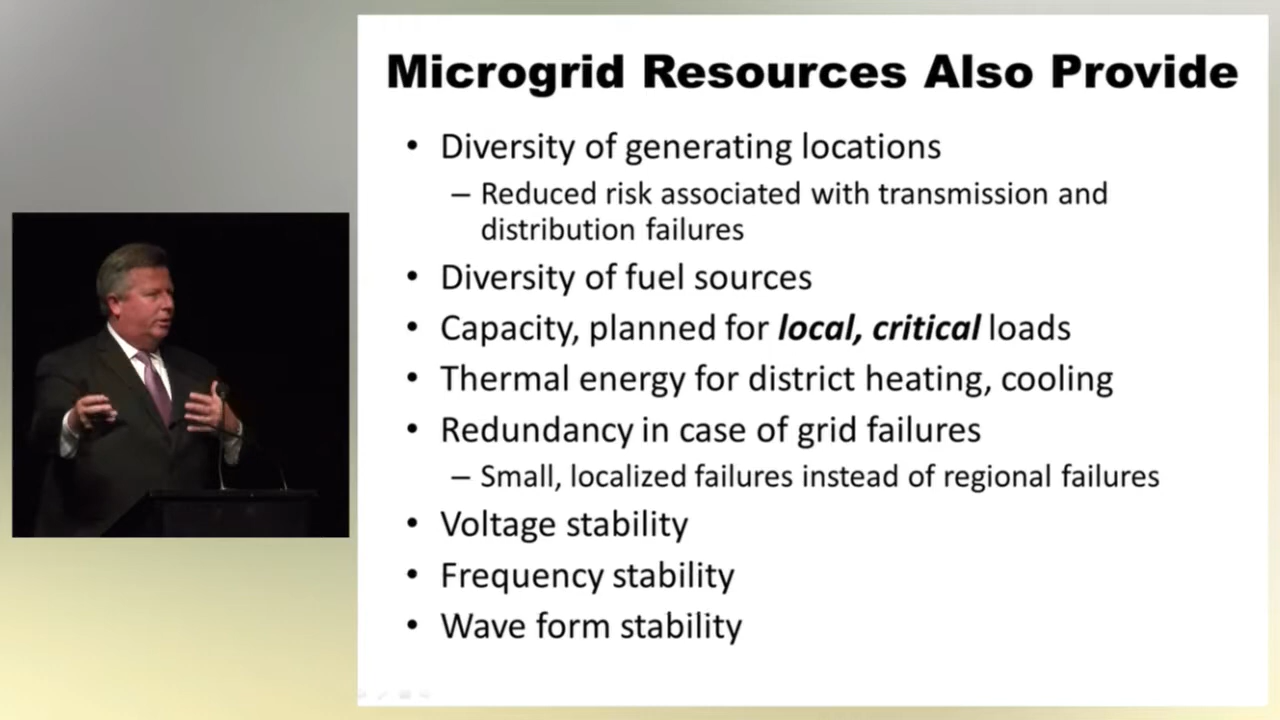 Microgrid Resources Also Provide
• Diversity of generating locations
– Reduced risk associated with transmission and
distribution failures
• Diversity of fuel sources
• Capacity, planned for local, critical loads
• Thermal energy for district heating, cooling
• Redundancy in case of grid failures
– Small, localized failures instead of regional failures
• Voltage stability
• Frequency stability
• Wave form stability